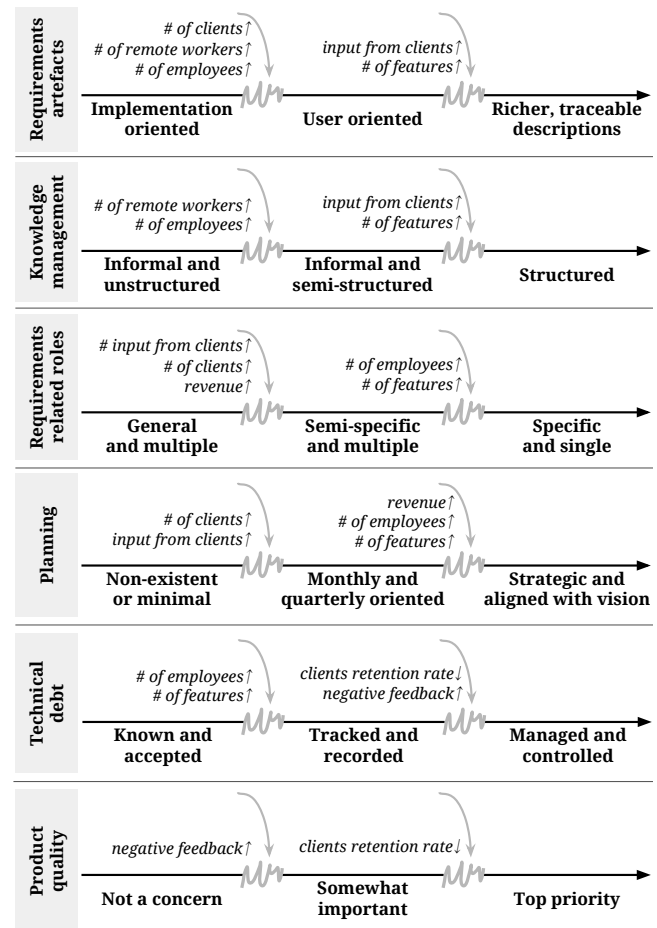 Requirements
artefacts
# of clients↑
# of remote workers↑
# of employees↑
input from clients↑
# of features↑
Implementation
oriented
User oriented
Richer, traceable
descriptions
Knowledge
management
# of remote workers↑
# of employees↑
input from clients↑
# of features↑
Informal and
unstructured
Informal and
semi-structured
Structured
Requirements
related roles
# input from clients↑
# of clients↑
revenue↑
# of employees↑
# of features↑
General
and multiple
Semi-specific
and multiple
Specific
and single
Planning
# of clients↑
input from clients↑
revenue↑
# of employees↑
# of features↑
Non-existent
or minimal
Monthly and
quarterly oriented
Strategic and
aligned with vision
Technical
debt
# of employees↑
# of features↑
clients retention rate↓
negative feedback↑
Known and
accepted
Tracked and
recorded
Managed and
controlled
Product
quality
negative feedback↑
clients retention rate↓
Not a concern
Somewhat
important
Top priority